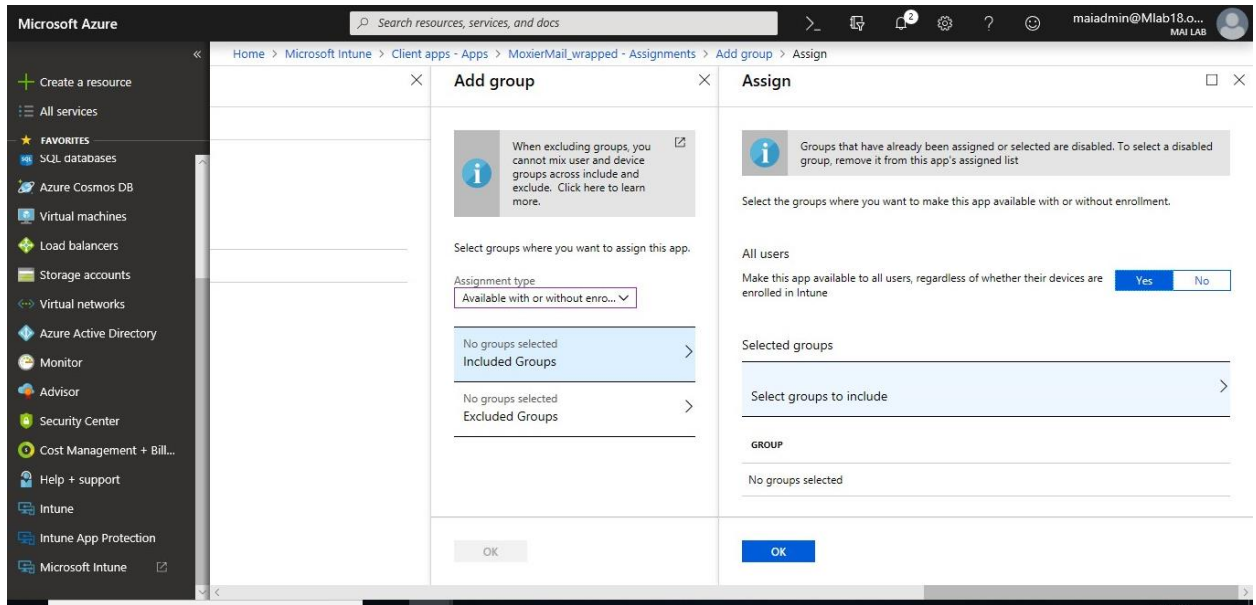 Microsoft Azure
Search resources, services, and docs
2
maiadmin@Mlab18.o...
MAI LAB
Home > Microsoft Intune > Client apps - Apps > MoxierMail_wrapped - Assignments > Add group > Assign
Create a resource
All services
FAVORITES
SQL databases
Azure Cosmos DB
Virtual machines
Load balancers
Storage accounts
Virtual networks
Azure Active Directory
Monitor
Advisor
Security Center
Cost Management + Bill...
Help + support
Intune
Intune App Protection
Microsoft Intune
Add group
When excluding groups, you
cannot mix user and device
groups across include and
exclude. Click here to learn
more.
Select groups where you want to assign this app.
Assignment type
Available with or without enro...
No groups selected
Included Groups
No groups selected
Excluded Groups
OK
Assign
Groups that have already been assigned or selected are disabled. To select a disabled
group, remove it from this app's assigned list
Select the groups where you want to make this app available with or without enrollment.
All users
Make this app available to all users, regardless of whether their devices are
enrolled in Intune
Yes No
Selected groups
Select groups to include
GROUP
No groups selected
OK